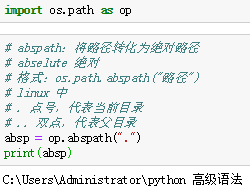 import os.path as op
# abspath: 将路径转化为绝对路径
# abselute 绝对
# 格式: os.path.abspath("路径")
# linux 中
# . 点号，代表当前目录
# .. 双点，代表父目录
absp = op.abspath(".")
print(absp)
C:\Users\Administrator\python 高级语法